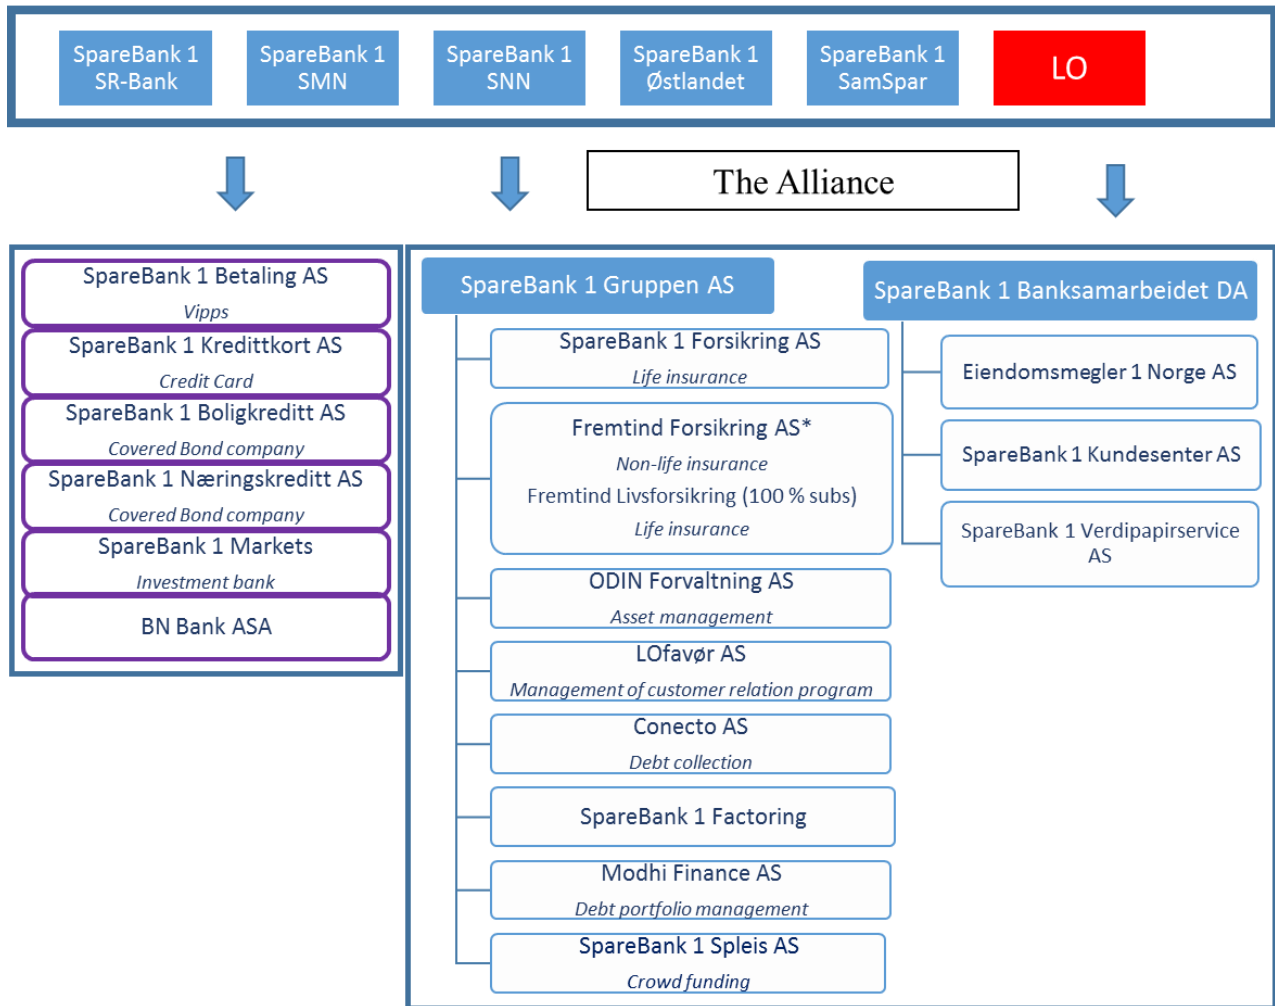 SpareBank 1
SR-Bank
SpareBank 1
SMN
SpareBank 1
SNN
SpareBank 1
Østlandet
SpareBank 1
SamSpar
LO
The Alliance
SpareBank 1 Betaling AS
Vipps
SpareBank 1 Kredittkort AS
Credit Card
SpareBank 1 Boligkreditt AS
Covered Bond company
SpareBank 1 Næringskreditt AS
Covered Bond company
SpareBank 1 Markets
Investment bank
BN Bank ASA
SpareBank 1 Gruppen AS
SpareBank 1 Forsikring AS
Life insurance
Fremtind Forsikring AS*
Non-life insurance
Fremtind Livsforsikring (100 % subs)
Life insurance
ODIN Forvaltning AS
Asset management
LOfavør AS
Management of customer relation program
Conecto AS
Debt collection
SpareBank 1 Factoring
Modhi Finance AS
Debt portfolio management
SpareBank 1 Spleis AS
Crowd funding
SpareBank 1 Banksamarbeidet DA
Eiendomsmegler 1 Norge AS
SpareBank 1 Kundesenter AS
SpareBank 1 Verdipapirservice
AS